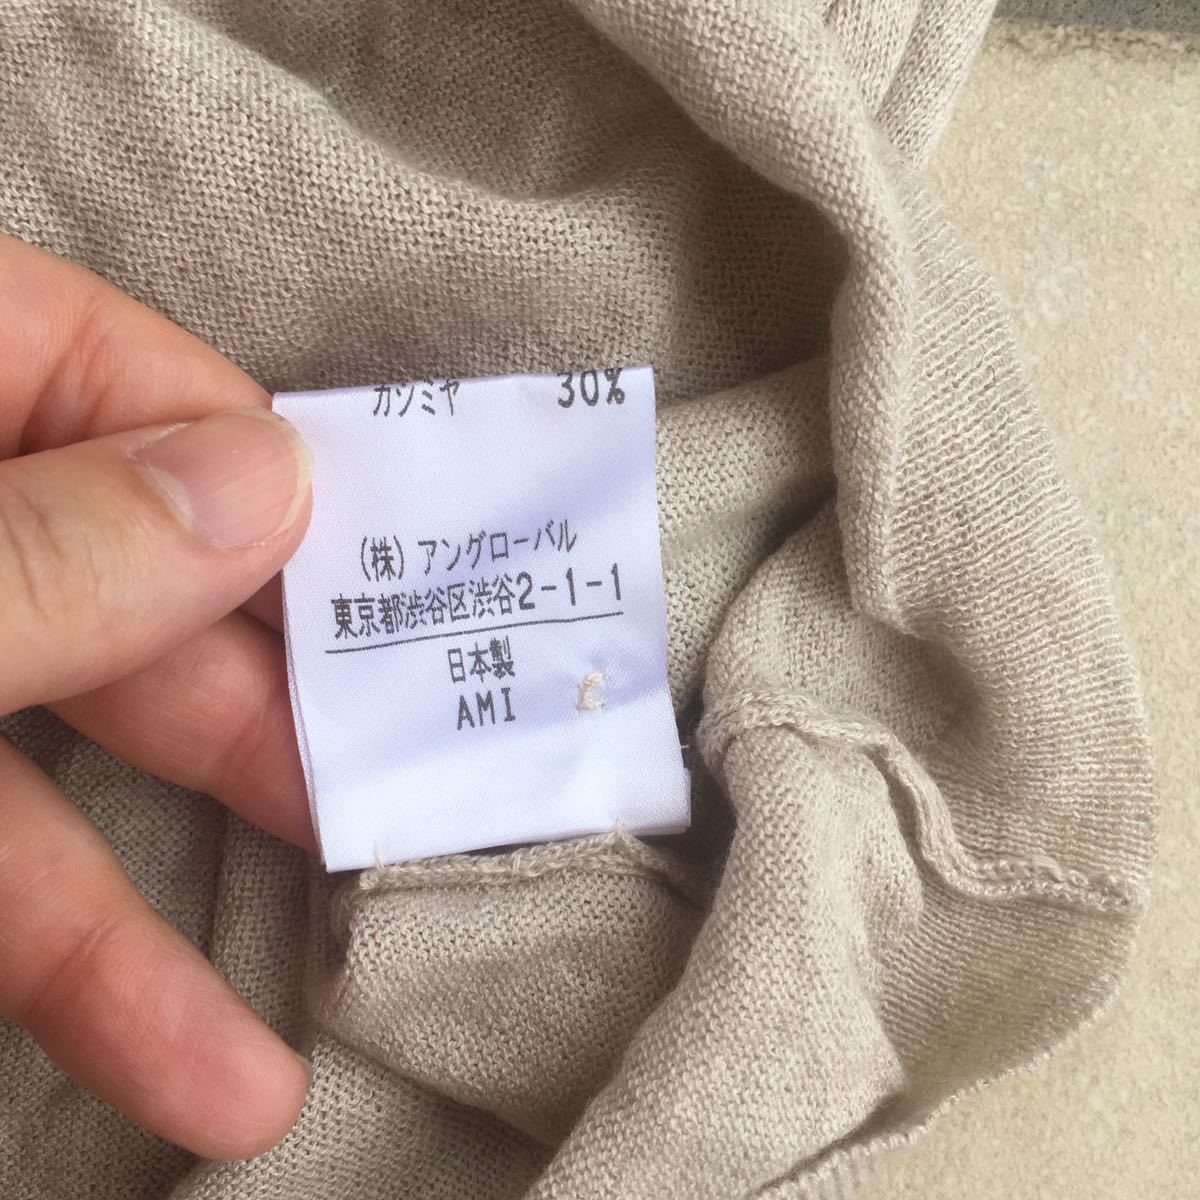 カシミヤ 30%
(株) アングローバル
東京都渋谷区渋谷2-1-1
日本製
AMI